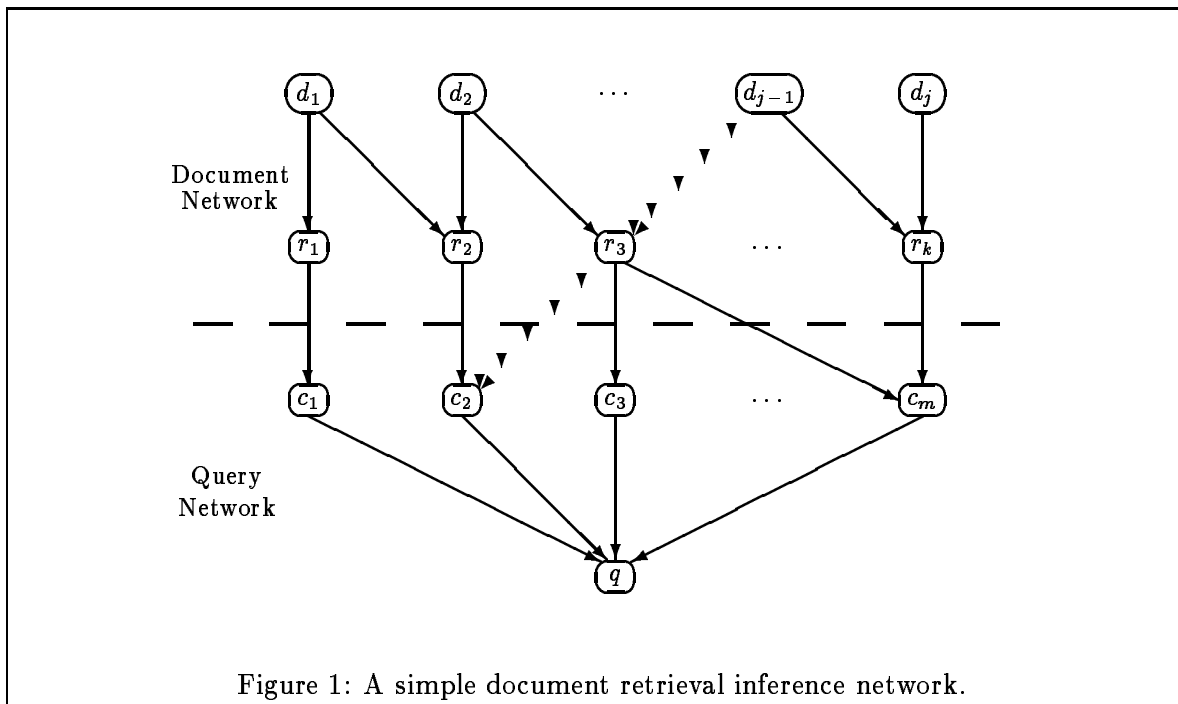 d₁ d₂ ... dⱼ₋₁ dⱼ
Document
Network
r₁ r₂ r₃ ... rₖ
c₁ c₂ c₃ ... cₘ
Query
Network
q
Figure 1: A simple document retrieval inference network.